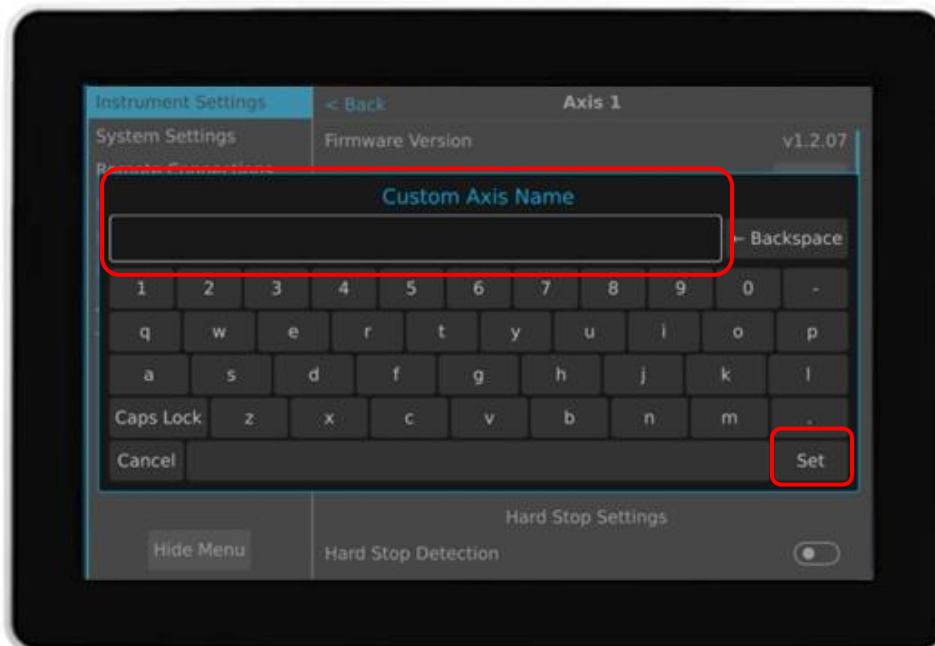 Instrument Settings
< Back
Axis 1
System Settings
Firmware Version
v1.2.07
Remote Connections
Custom Axis Name
← Backspace
1 2 3 4 5 6 7 8 9 0 -
q w e r t y u i o p
a s d f g h j k l
Caps Lock z x c v b n m .
Cancel
Set
Hard Stop Settings
Hide Menu
Hard Stop Detection